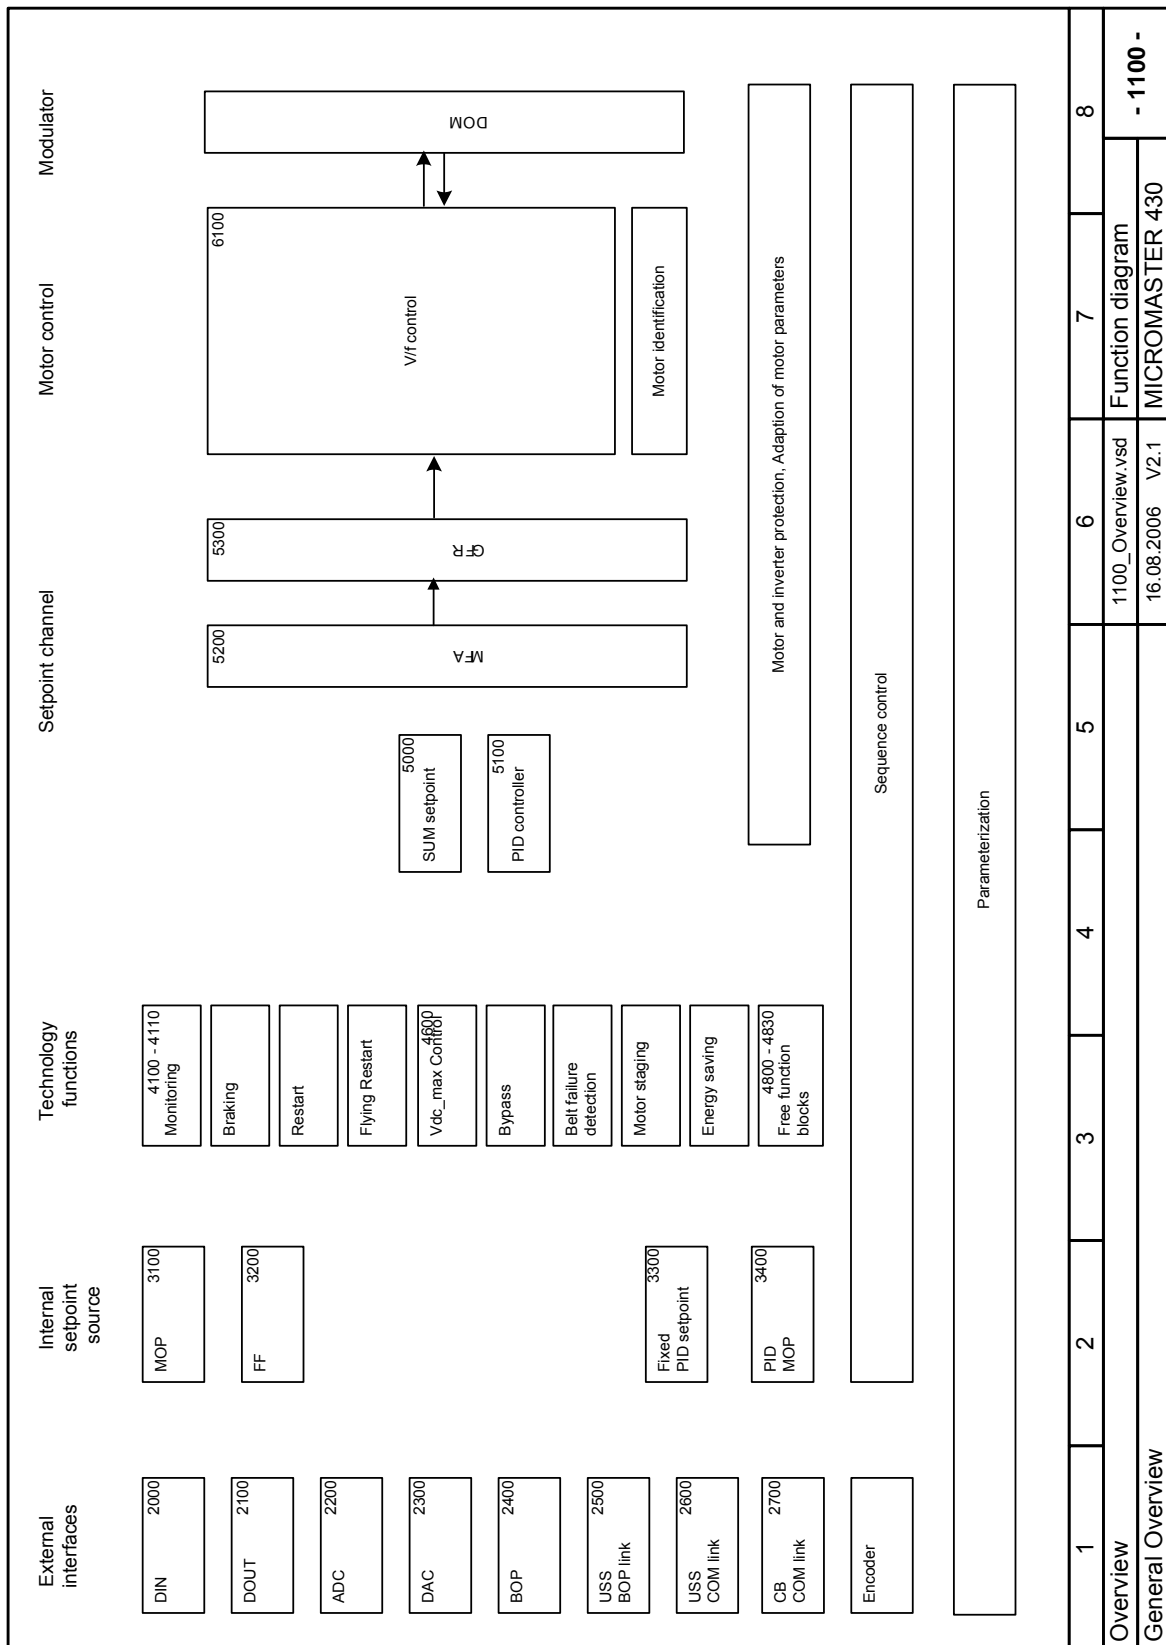 External
interfaces
Internal
setpoint
source
Technology
functions
Setpoint channel
Motor control
Modulator
DIN
2000
DOUT
2100
ADC
2200
DAC
2300
BOP
2400
USS
BOP link
2500
USS
COM link
2600
CB
COM link
2700
Encoder
MOP
3100
FF
3200
Fixed
PID setpoint
3300
PID
MOP
3400
4100 - 4110
Monitoring
Braking
Restart
Flying Restart
4600
Vdc_max Control
Bypass
Belt failure
detection
Motor staging
Energy saving
4800 - 4830
Free function
blocks
5000
SUM setpoint
5100
PID controller
5200
AFM
5300
RFG
6100
V/f control
Motor identification
MOD
Motor and inverter protection, Adaption of motor parameters
Sequence control
Parameterization
1
2
3
4
5
6
7
8
Overview
1100_Overview.vsd
Function diagram
- 1100 -
General Overview
16.08.2006
V2.1
MICROMASTER 430